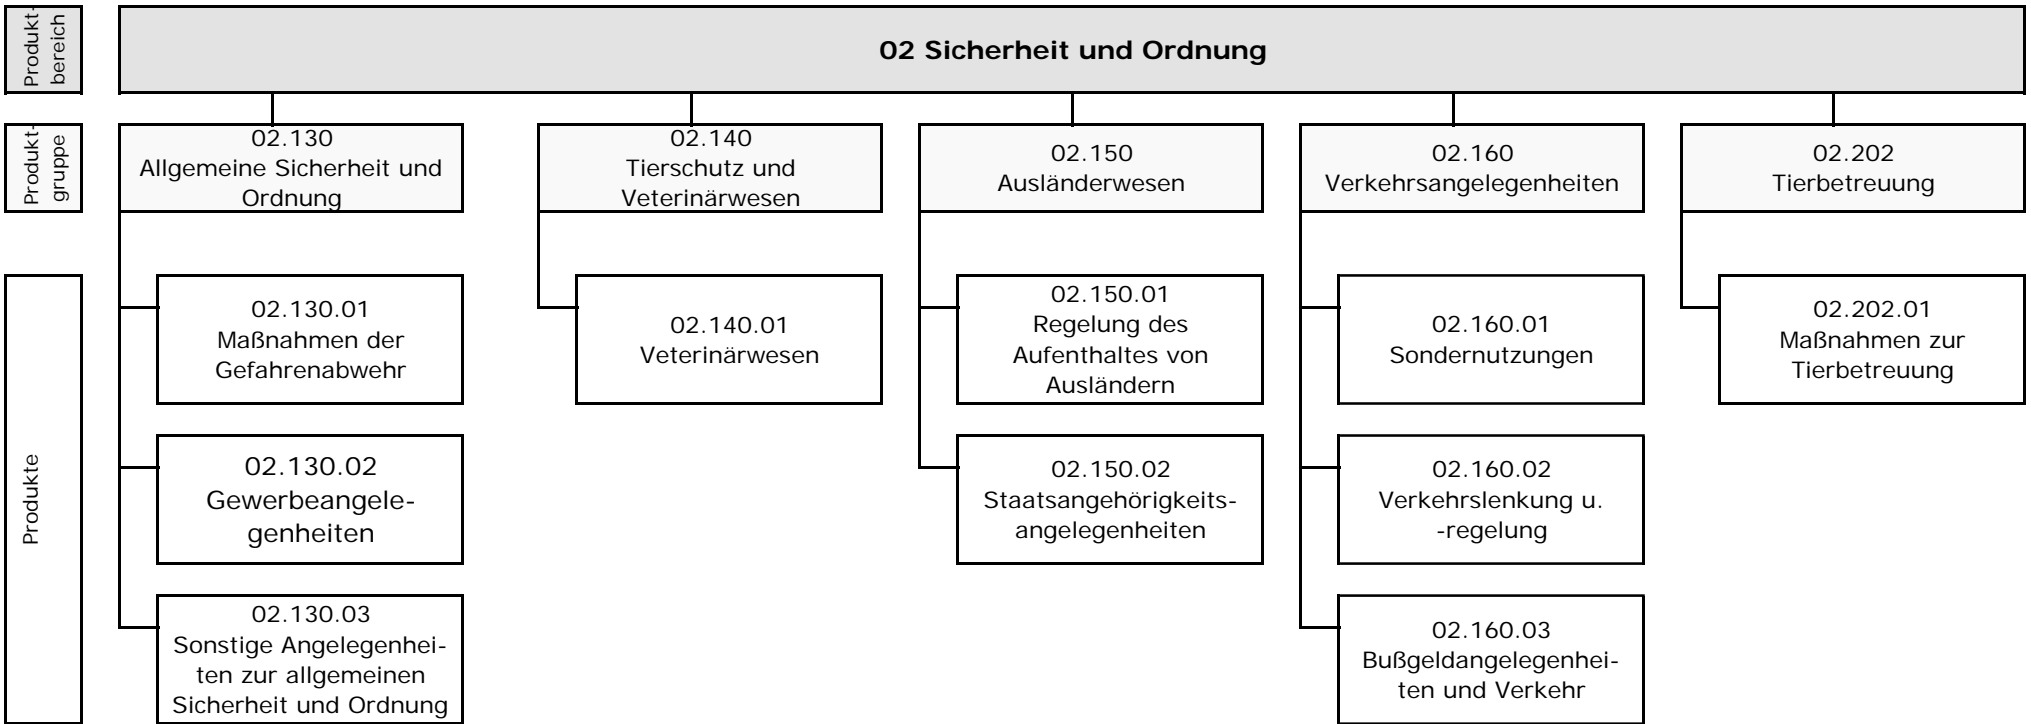 Produkt-
bereich
02 Sicherheit und Ordnung
Produkt-
gruppe
02.130
Allgemeine Sicherheit und
Ordnung
02.140
Tierschutz und
Veterinärwesen
02.150
Ausländerwesen
02.160
Verkehrsangelegenheiten
02.202
Tierbetreuung
Produkte
02.130.01
Maßnahmen der
Gefahrenabwehr
02.140.01
Veterinärwesen
02.150.01
Regelung des
Aufenthaltes von
Ausländern
02.160.01
Sondernutzungen
02.202.01
Maßnahmen zur
Tierbetreuung
02.130.02
Gewerbeangele-
genheiten
02.150.02
Staatsangehörigkeits-
angelegenheiten
02.160.02
Verkehrslenkung u.
-regelung
02.130.03
Sonstige Angelegenhei-
ten zur allgemeinen
Sicherheit und Ordnung
02.160.03
Bußgeldangelegenhei-
ten und Verkehr